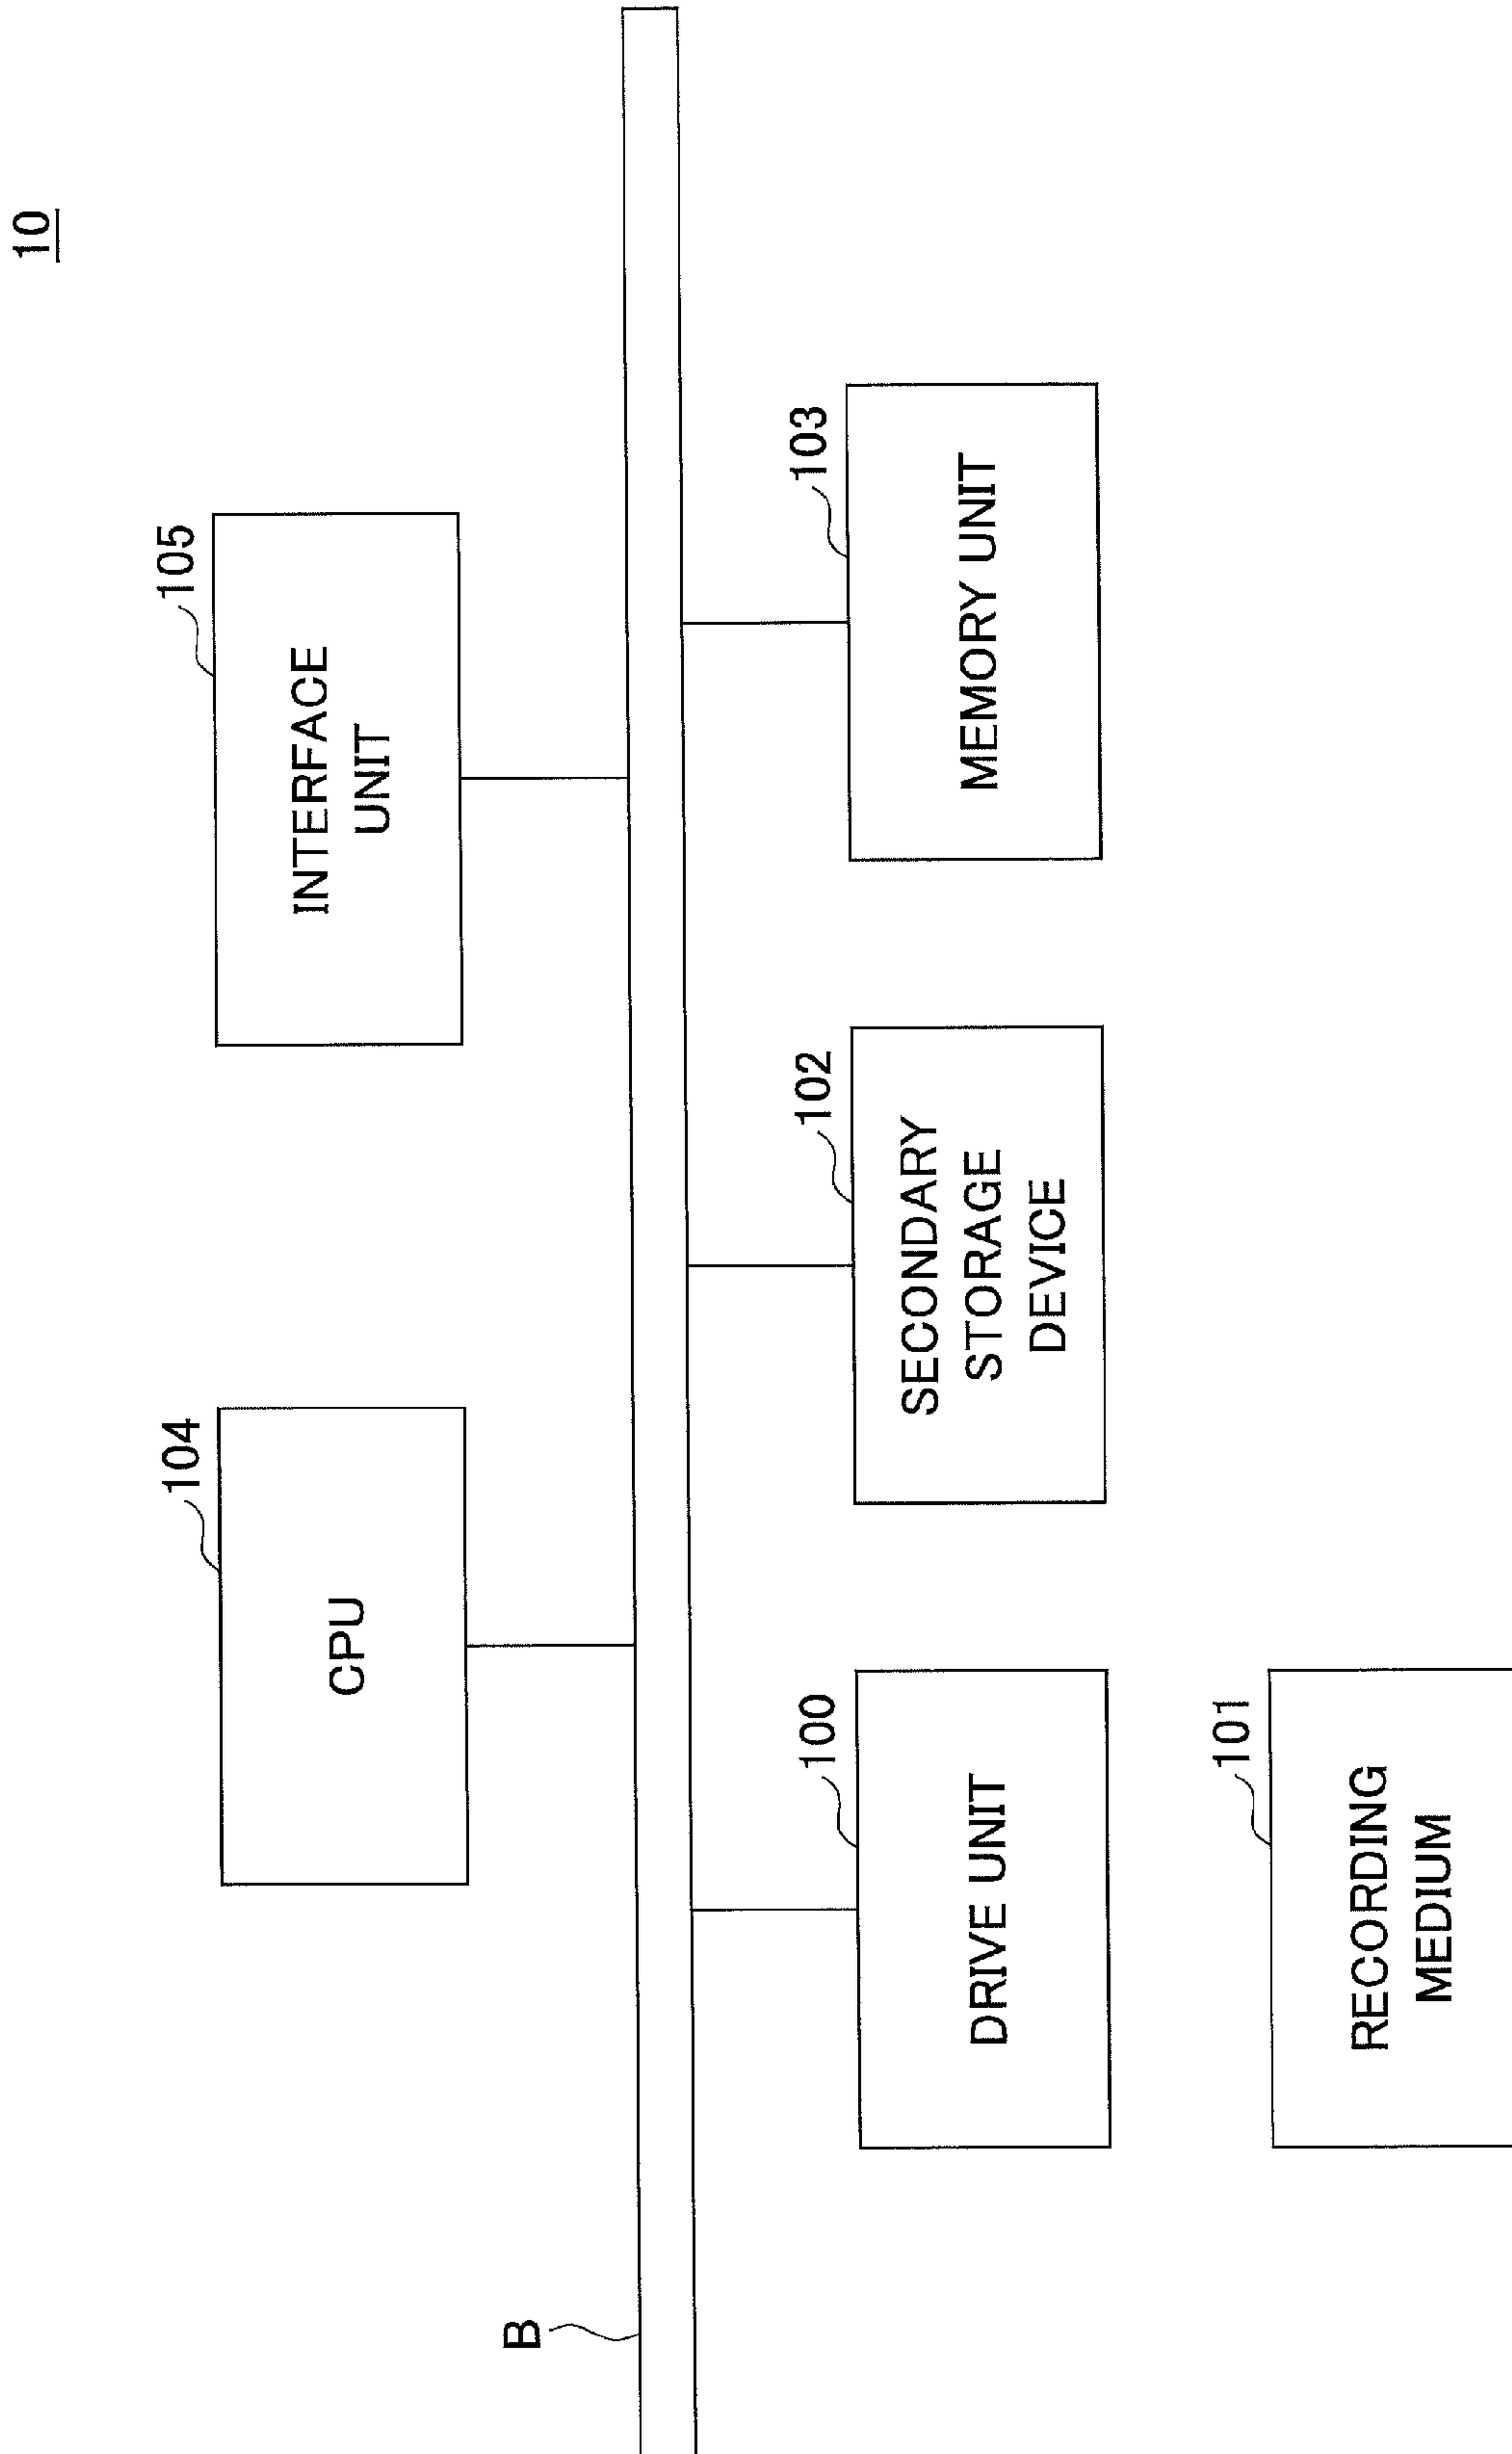 10
104
CPU
105
INTERFACE
UNIT
B
100
DRIVE UNIT
102
SECONDARY
STORAGE
DEVICE
103
MEMORY UNIT
101
RECORDING
MEDIUM